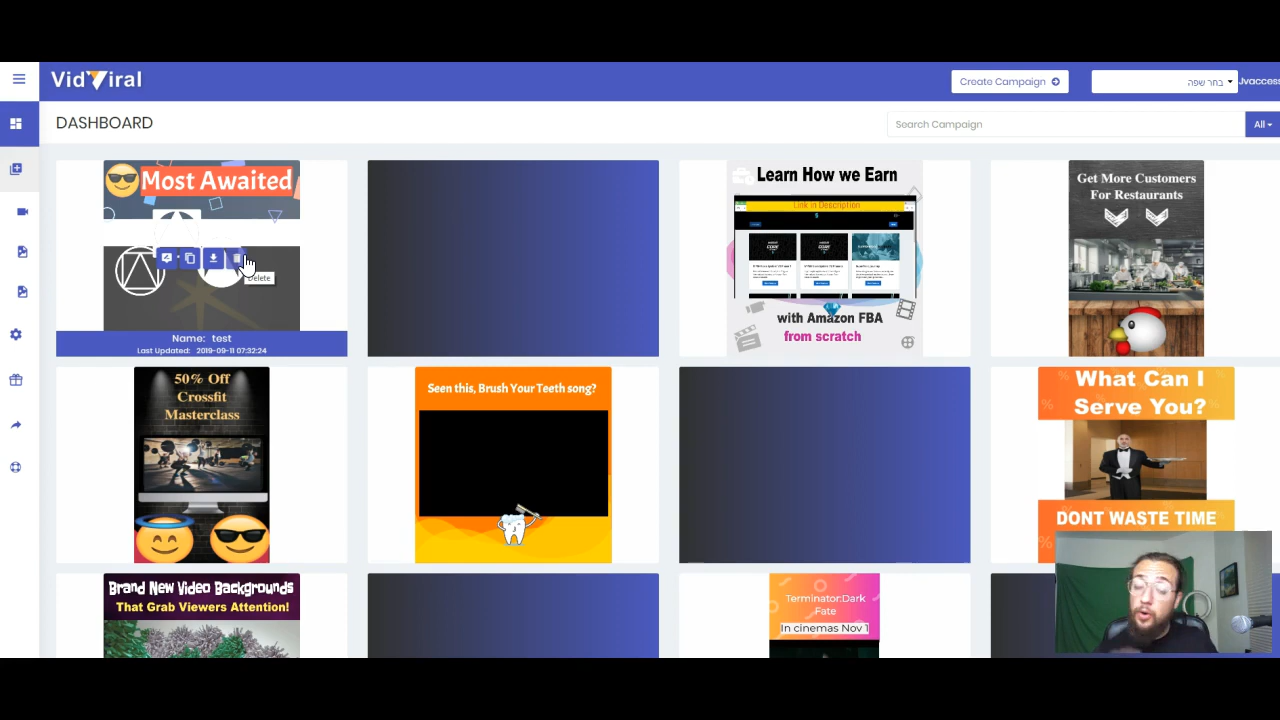 VidViral
Create Campaign
בחר שפה
Jvaccess
DASHBOARD
Search Campaign
All
Most Awaited
Delete
Name: test
Last Updated: 2019-09-11 07:32:24
Learn How we Earn
Link in Description
with Amazon FBA
from scratch
Get More Customers
For Restaurants
50% Off
Crossfit
Masterclass
Seen this, Brush Your Teeth song?
What Can I
Serve You?
DONT WASTE TIME
Brand New Video Backgrounds
That Grab Viewers Attention!
Terminator:Dark
Fate
In cinemas Nov 1